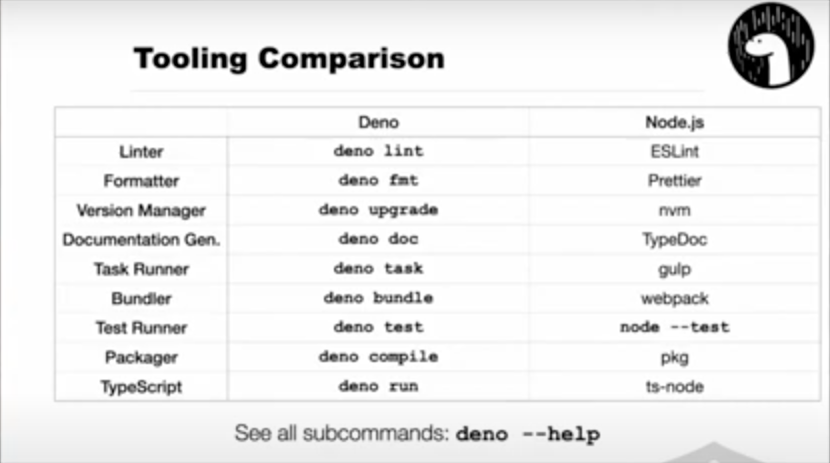 Tooling Comparison
Deno Node.js
Linter deno lint ESLint
Formatter deno fmt Prettier
Version Manager deno upgrade nvm
Documentation Gen. deno doc TypeDoc
Task Runner deno task gulp
Bundler deno bundle webpack
Test Runner deno test node --test
Packager deno compile pkg
TypeScript deno run ts-node
See all subcommands: deno --help